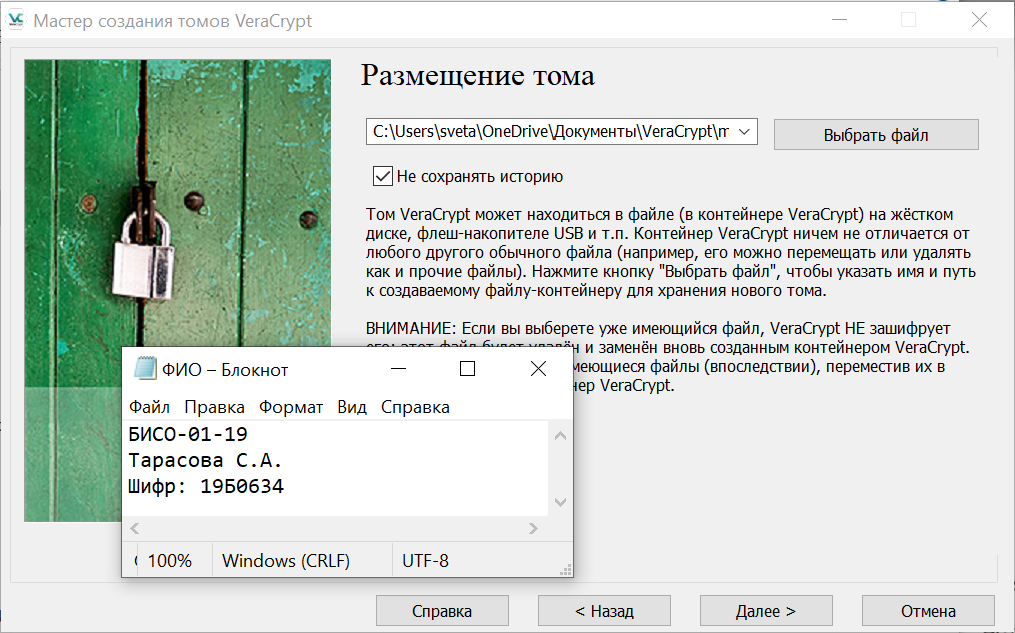 Мастер создания томов VeraCrypt
Размещение тома
C:\Users\sveta\OneDrive\Документы\VeraCrypt\m
Выбрать файл
Не сохранять историю
Том VeraCrypt может находиться в файле (в контейнере VeraCrypt) на жёстком
диске, флеш-накопителе USB и т.п. Контейнер VeraCrypt ничем не отличается от
любого другого обычного файла (например, его можно перемещать или удалять
как и прочие файлы). Нажмите кнопку "Выбрать файл", чтобы указать имя и путь
к создаваемому файлу-контейнеру для хранения нового тома.
ВНИМАНИЕ: Если вы выберете уже имеющийся файл, VeraCrypt НЕ зашифрует
его; этот файл будет удалён и заменён вновь созданным контейнером VeraCrypt.
меющиеся файлы (впоследствии), переместив их в
нер VeraCrypt.
ФИО – Блокнот
Файл Правка Формат Вид Справка
БИСО-01-19
Тарасова С.А.
Шифр: 19Б0634
100% Windows (CRLF) UTF-8
Справка
< Назад
Далее >
Отмена